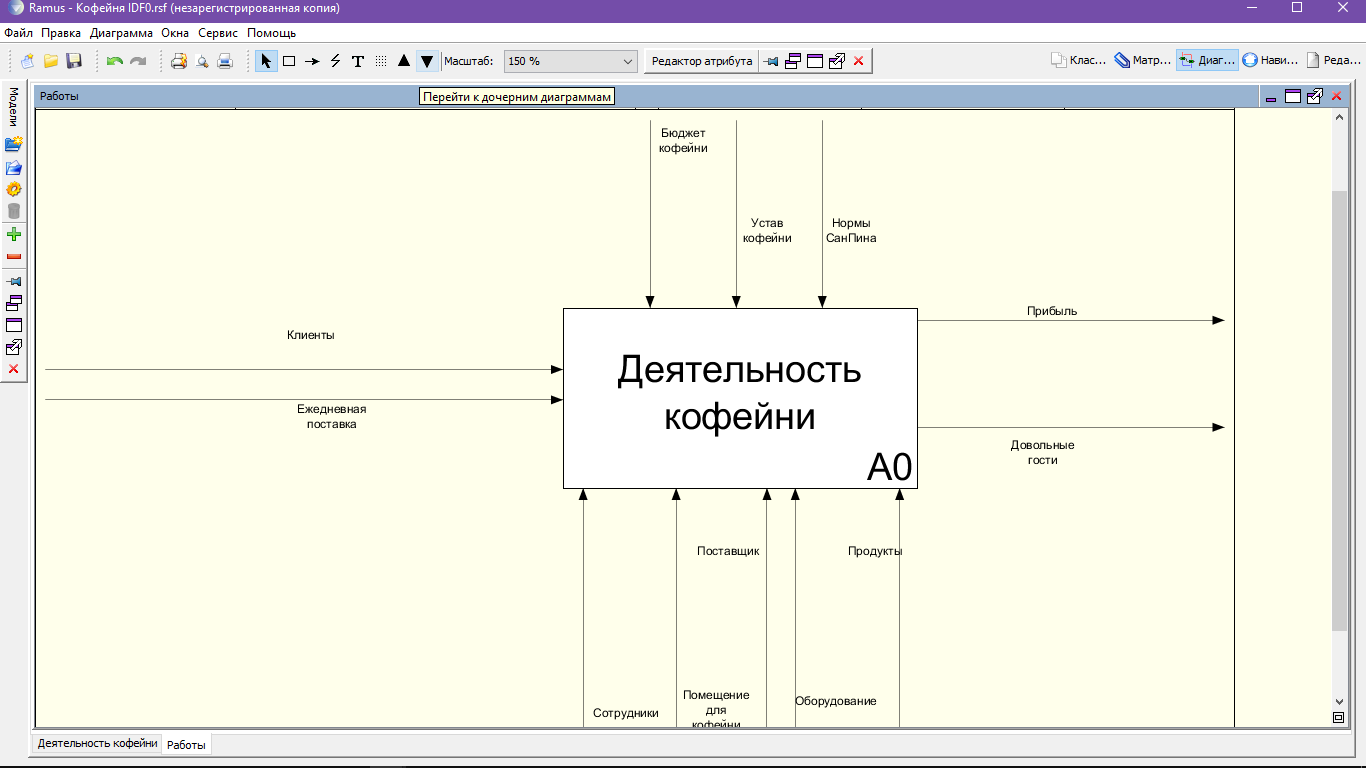 Ramus - Кофейня IDF0.rsf (незарегистрированная копия)
Файл Правка Диаграмма Окна Сервис Помощь
T Масштаб: 150 % Редактор атрибута Клас... Матр... Диаг... Нави... Реда...
Модели
Работы
Перейти к дочерним диаграммам
Бюджет
кофейни
Устав
кофейни
Нормы
СанПина
Клиенты
Ежедневная
поставка
Деятельность
кофейни
A0
Прибыль
Довольные
гости
Поставщик
Продукты
Сотрудники
Помещение
для
кофейни
Оборудование
Деятельность кофейни Работы